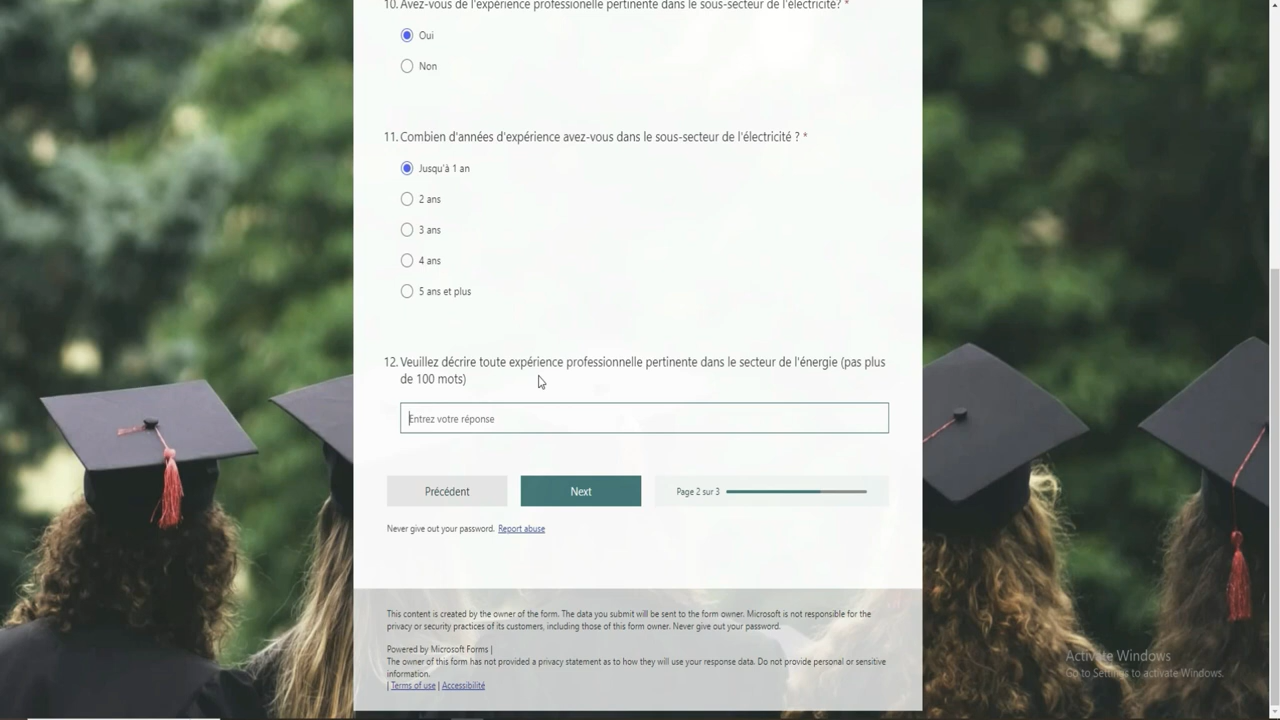 10. Avez-vous de l'expérience professionelle pertinente dans le sous-secteur de l'électricité? *
Oui
Non
11. Combien d'années d'expérience avez-vous dans le sous-secteur de l'électricité ? *
Jusqu'à 1 an
2 ans
3 ans
4 ans
5 ans et plus
12. Veuillez décrire toute expérience professionnelle pertinente dans le secteur de l'énergie (pas plus
de 100 mots)
Entrez votre réponse
Précédent
Next
Page 2 sur 3
Never give out your password. Report abuse
This content is created by the owner of the form. The data you submit will be sent to the form owner. Microsoft is not responsible for the
privacy or security practices of its customers, including those of this form owner. Never give out your password.
Powered by Microsoft Forms |
The owner of this form has not provided a privacy statement as to how they will use your response data. Do not provide personal or sensitive
information.
| Terms of use | Accessibilité
Activate Windows
Go to Settings to activate Windows.